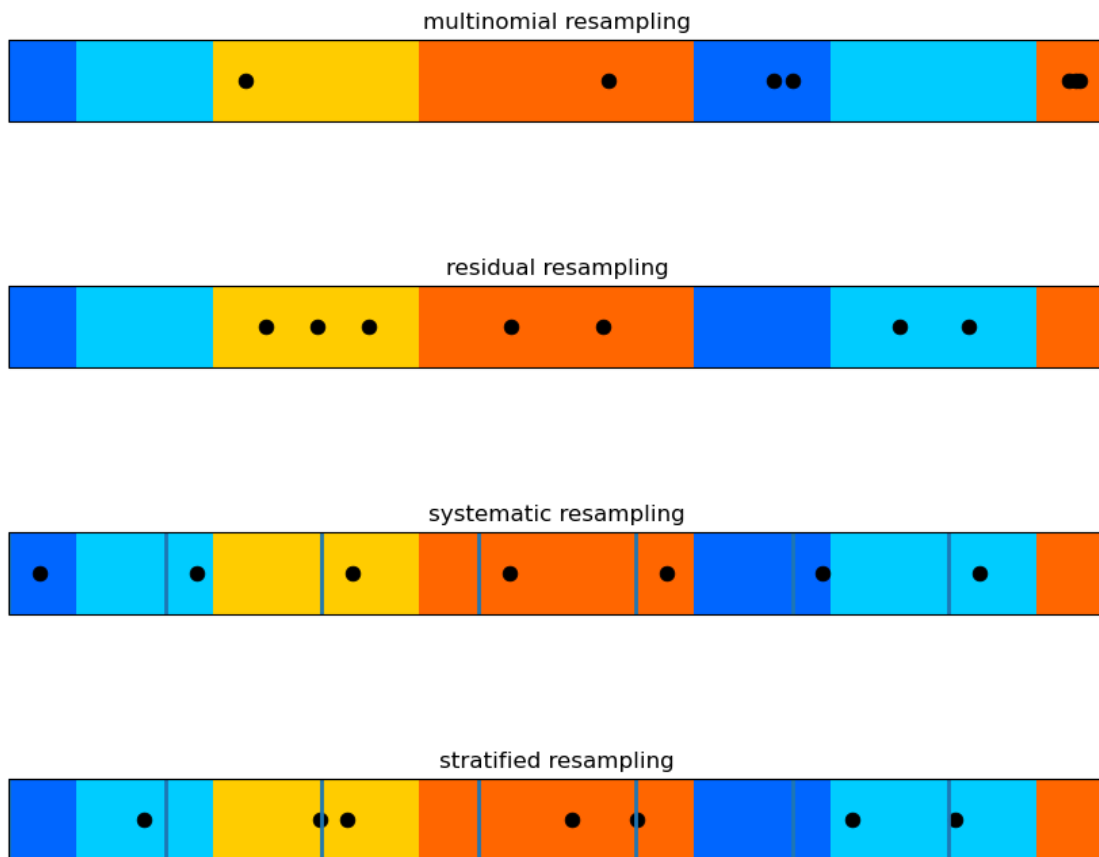 multinomial resampling
residual resampling
systematic resampling
stratified resampling